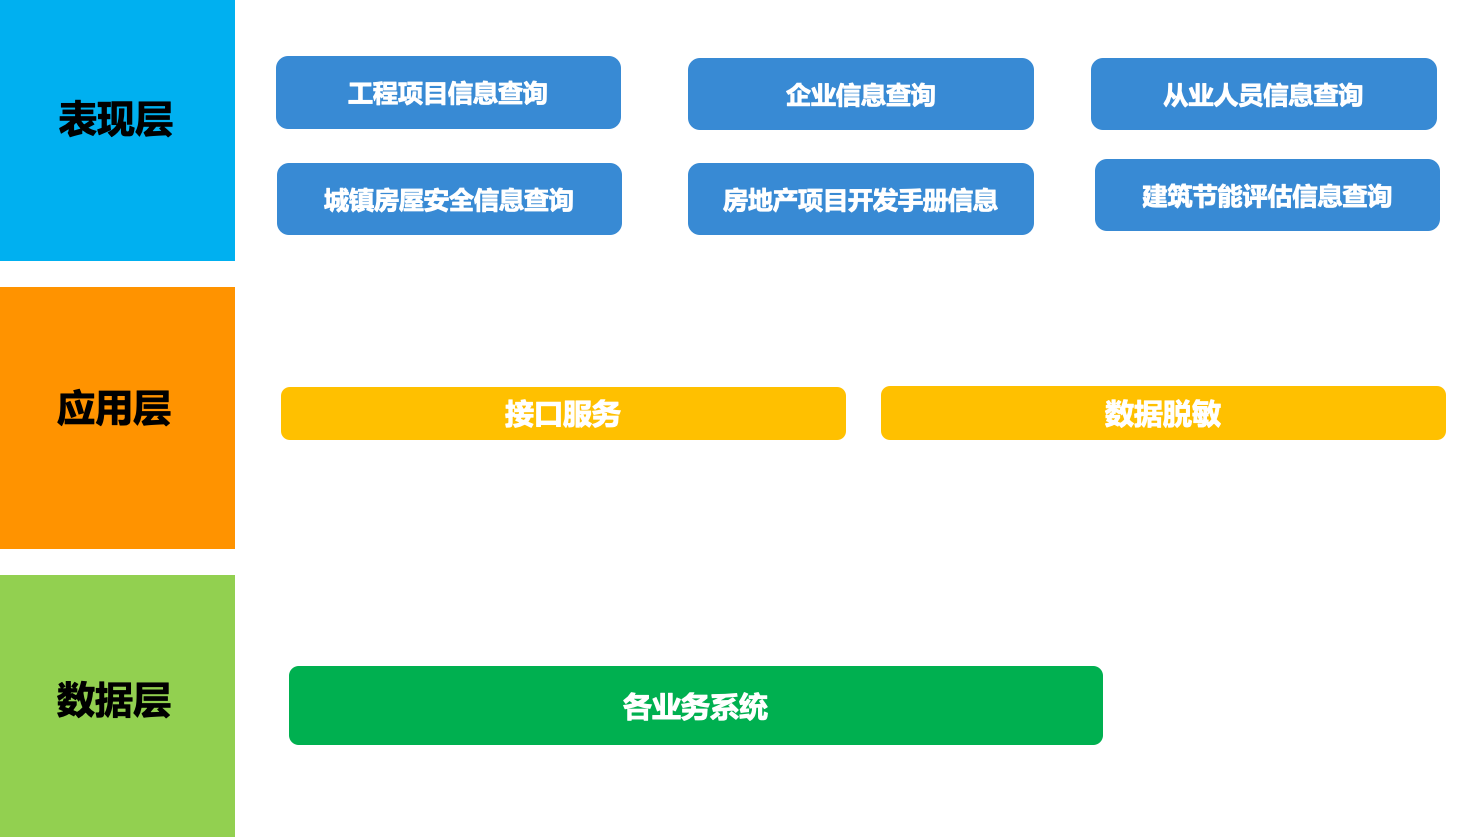 表现层
工程项目信息查询
企业信息查询
从业人员信息查询
城镇房屋安全信息查询
房地产项目开发手册信息
建筑节能评估信息查询
应用层
接口服务
数据脱敏
数据层
各业务系统